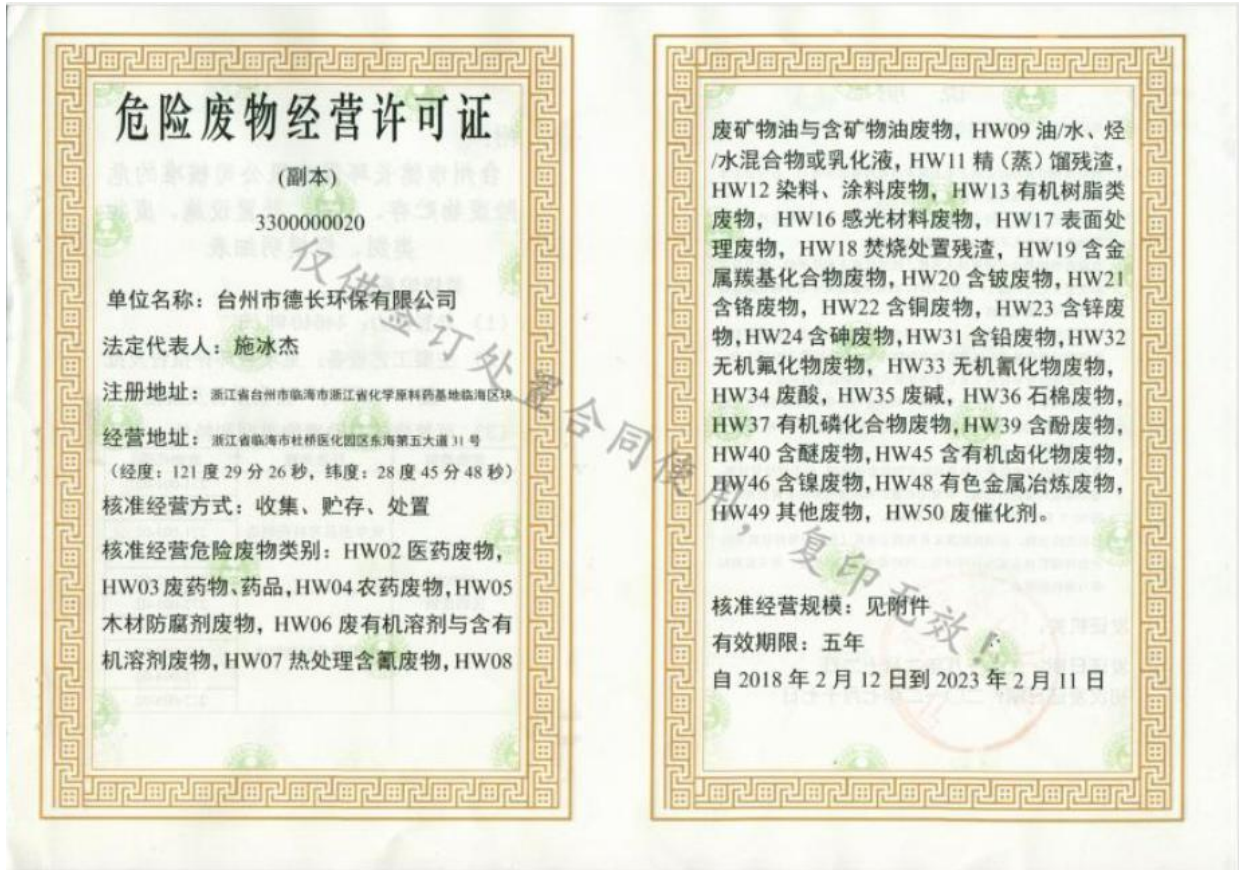 危险废物经营许可证
(副本)
3300000020
单位名称：台州市德长环保有限公司
法定代表人：施冰杰
注册地址：浙江省台州市临海市浙江省化学原料药基地临海区块
经营地址：浙江省临海市杜桥医化园区东海第五大道31号
（经度：121度29分26秒，纬度：28度45分48秒）
核准经营方式：收集、贮存、处置
核准经营危险废物类别：HW02医药废物，
HW03废药物、药品，HW04农药废物，HW05
木材防腐剂废物，HW06废有机溶剂与含有
机溶剂废物，HW07热处理含氰废物，HW08
废矿物油与含矿物油废物，HW09油/水、烃
/水混合物或乳化液，HW11精（蒸）馏残渣，
HW12染料、涂料废物，HW13有机树脂类
废物，HW16感光材料废物，HW17表面处
理废物，HW18焚烧处置残渣，HW19含金
属羰基化合物废物，HW20含铍废物，HW21
含铬废物，HW22含铜废物，HW23含锌废
物，HW24含砷废物，HW31含铅废物，HW32
无机氟化物废物，HW33无机氰化物废物，
HW34废酸，HW35废碱，HW36石棉废物，
HW37有机磷化合物废物，HW39含酚废物，
HW40含醚废物，HW45含有机卤化物废物，
HW46含镍废物，HW48有色金属冶炼废物，
HW49其他废物，HW50废催化剂。
核准经营规模：见附件
有效期限：五年
自2018年2月12日到2023年2月11日
仅供签订处置合同使用，复印无效！